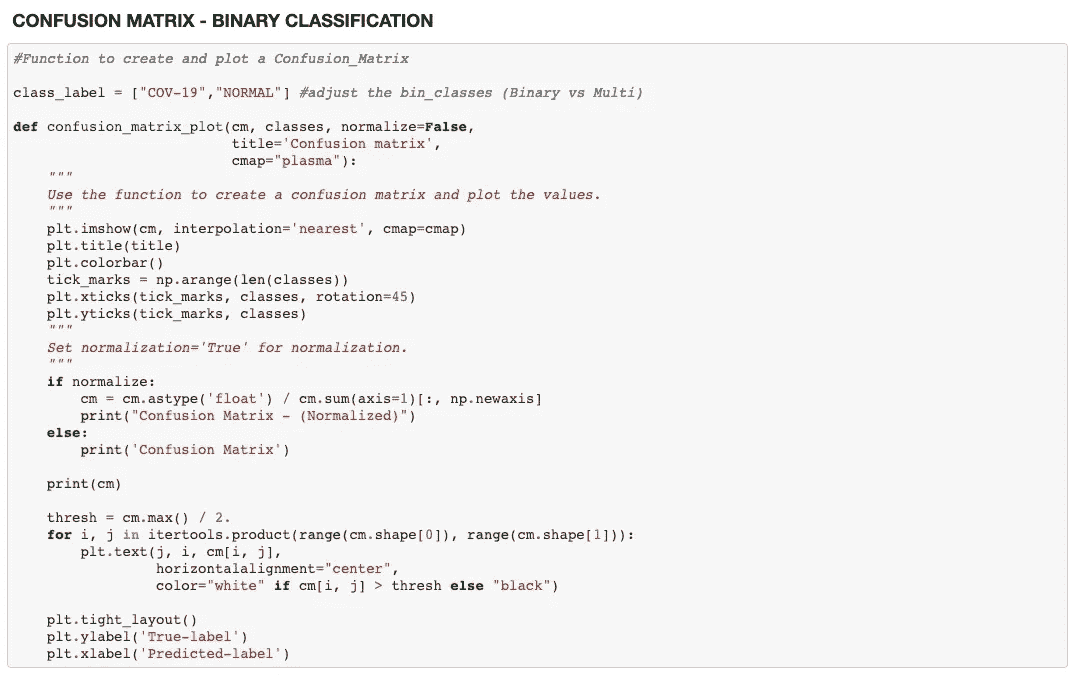 CONFUSION MATRIX - BINARY CLASSIFICATION
#Function to create and plot a Confusion_Matrix
class_label = ["COV-19","NORMAL"] #adjust the bin_classes (Binary vs Multi)
def confusion_matrix_plot(cm, classes, normalize=False,
                          title='Confusion matrix',
                          cmap="plasma"):
    """
    Use the function to create a confusion matrix and plot the values.
    """
    plt.imshow(cm, interpolation='nearest', cmap=cmap)
    plt.title(title)
    plt.colorbar()
    tick_marks = np.arange(len(classes))
    plt.xticks(tick_marks, classes, rotation=45)
    plt.yticks(tick_marks, classes)
    """
    Set normalization='True' for normalization.
    """
    if normalize:
        cm = cm.astype('float') / cm.sum(axis=1)[:, np.newaxis]
        print("Confusion Matrix - (Normalized)")
    else:
        print('Confusion Matrix')
    print(cm)
    thresh = cm.max() / 2.
    for i, j in itertools.product(range(cm.shape[0]), range(cm.shape[1])):
        plt.text(j, i, cm[i, j],
                 horizontalalignment="center",
                 color="white" if cm[i, j] > thresh else "black")
    plt.tight_layout()
    plt.ylabel('True-label')
    plt.xlabel('Predicted-label')